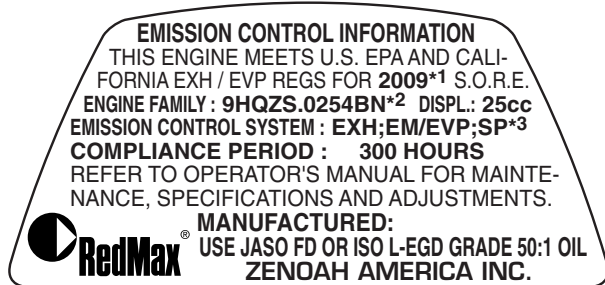 EMISSION CONTROL INFORMATION
THIS ENGINE MEETS U.S. EPA AND CALI-
FORNIA EXH / EVP REGS FOR 2009*1 S.O.R.E.
ENGINE FAMILY : 9HQZS.0254BN*2 DISPL.: 25cc
EMISSION CONTROL SYSTEM : EXH;EM/EVP;SP*3
COMPLIANCE PERIOD : 300 HOURS
REFER TO OPERATOR'S MANUAL FOR MAINTE-
NANCE, SPECIFICATIONS AND ADJUSTMENTS.
MANUFACTURED:
RedMax® USE JASO FD OR ISO L-EGD GRADE 50:1 OIL
ZENOAH AMERICA INC.